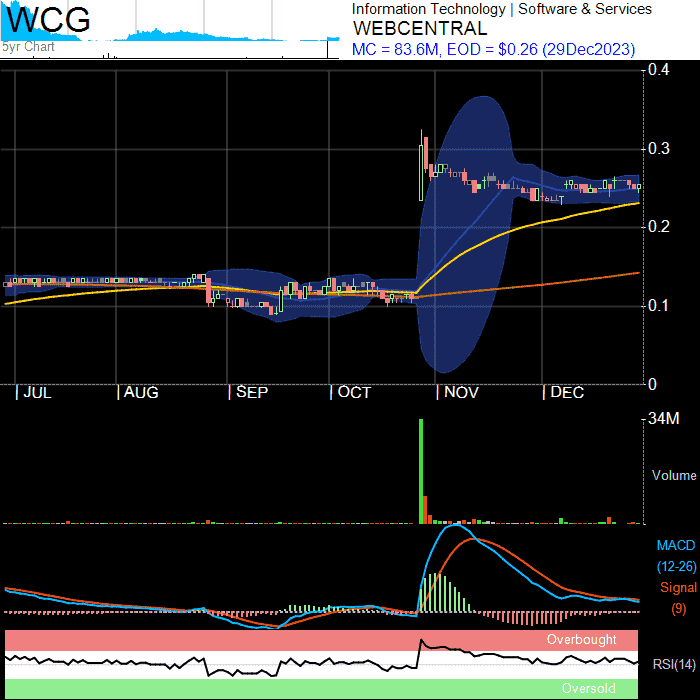 WCG
5yr Chart
Information Technology | Software & Services
WEBCENTRAL
MC = 83.6M, EOD = $0.26 (29Dec2023)
0.4
0.3
0.2
0.1
0
JUL
AUG
SEP
OCT
NOV
DEC
34M
Volume
MACD
(12-26)
Signal
(9)
Overbought
RSI(14)
Oversold